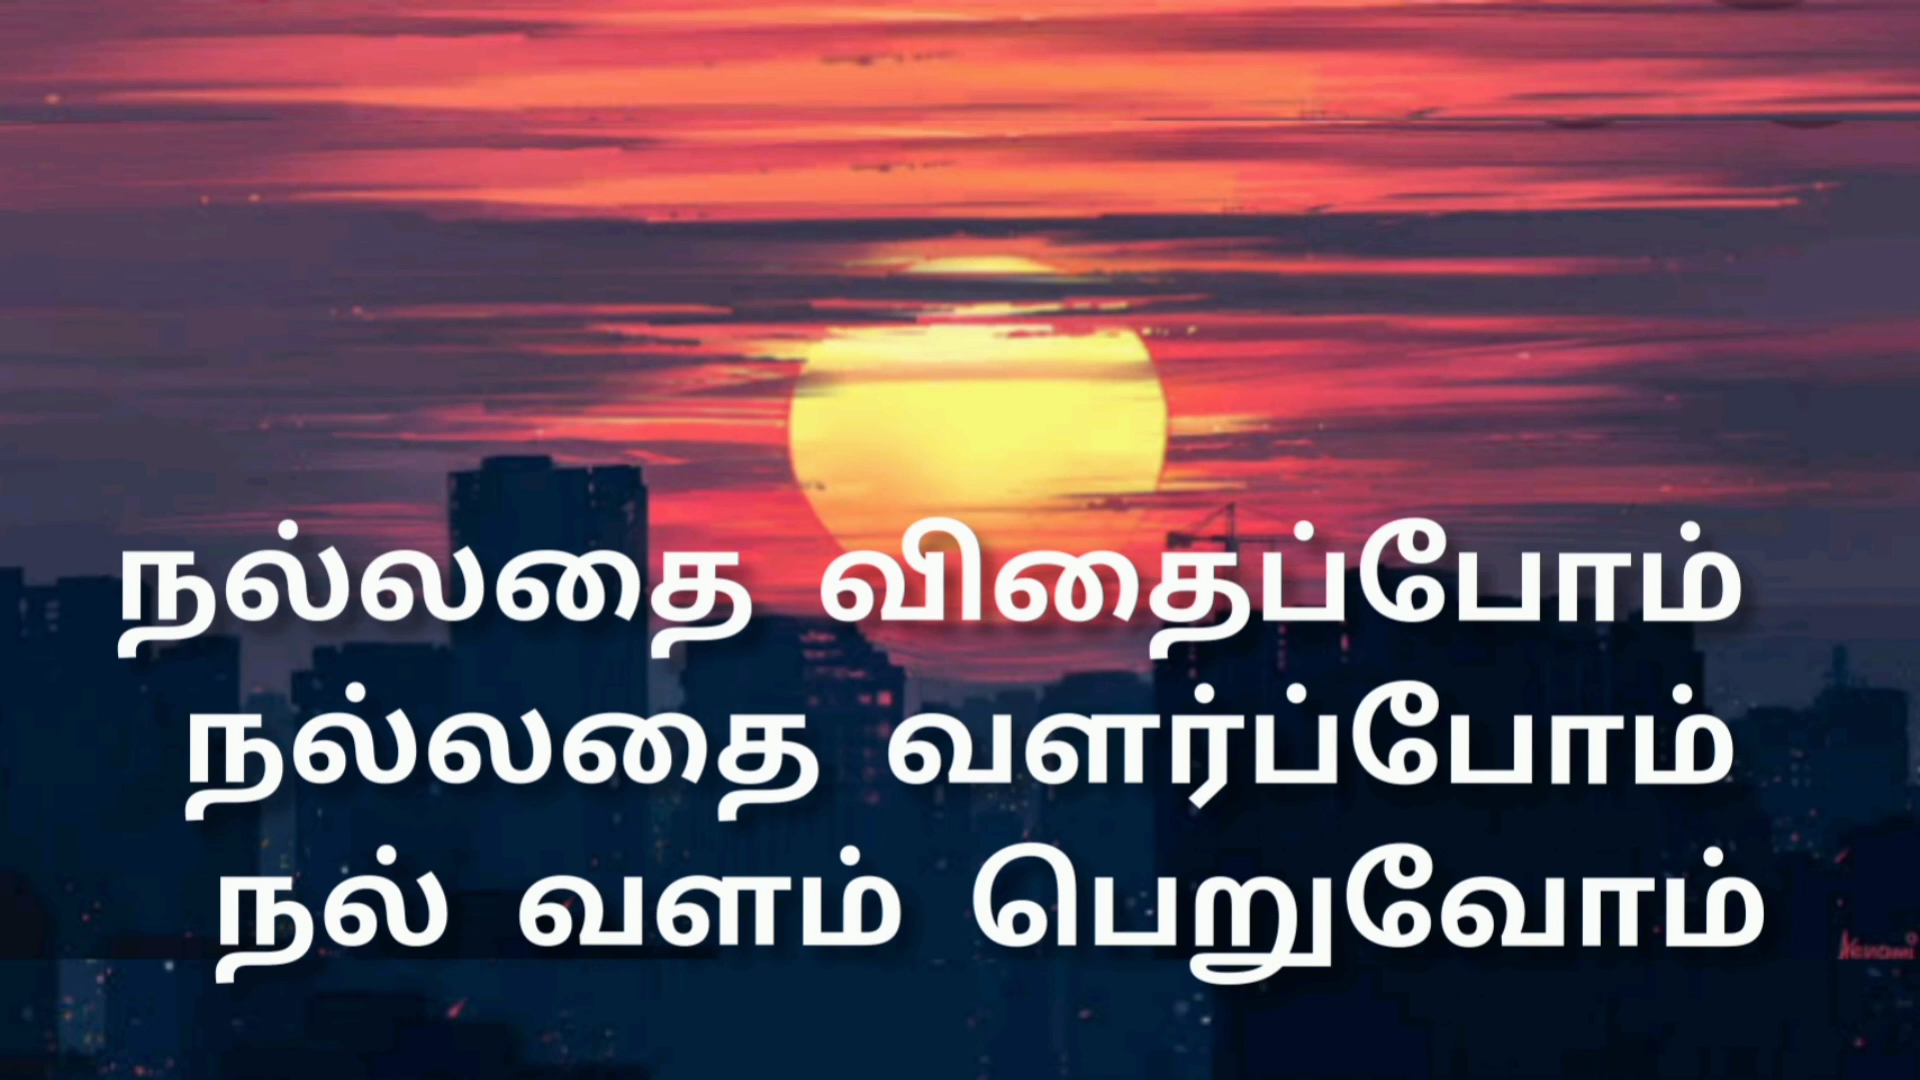 நல்லதை விதைப்போம்
நல்லதை வளர்ப்போம்
நல் வளம் பெறுவோம்